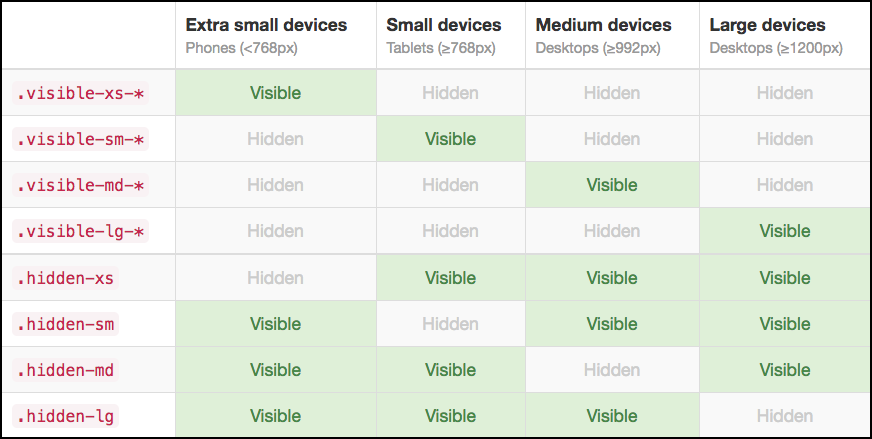 Extra small devices Small devices Medium devices Large devices
Phones (<768px) Tablets (≥768px) Desktops (≥992px) Desktops (≥1200px)
.visible-xs-* Visible Hidden Hidden Hidden
.visible-sm-* Hidden Visible Hidden Hidden
.visible-md-* Hidden Hidden Visible Hidden
.visible-lg-* Hidden Hidden Hidden Visible
.hidden-xs Hidden Visible Visible Visible
.hidden-sm Visible Hidden Visible Visible
.hidden-md Visible Visible Hidden Visible
.hidden-lg Visible Visible Visible Hidden